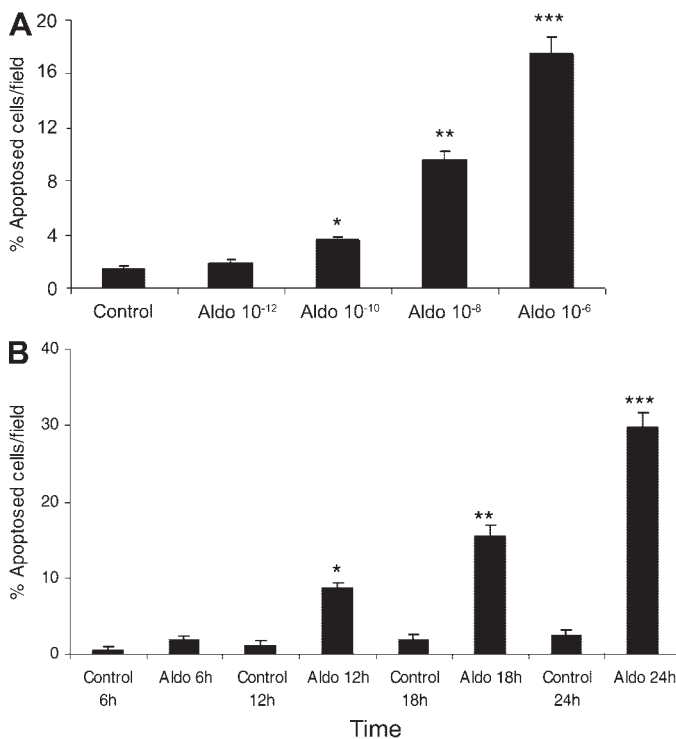 A
% Apoptosed cells/field
20
16
12
8
4
0
*
**
***
Control Aldo 10⁻¹² Aldo 10⁻¹⁰ Aldo 10⁻⁸ Aldo 10⁻⁶
B
% Apoptosed cells/field
40
30
20
10
0
*
**
***
Control Aldo 6h Control Aldo 12h Control Aldo 18h Control Aldo 24h
6h 12h 18h 24h
Time